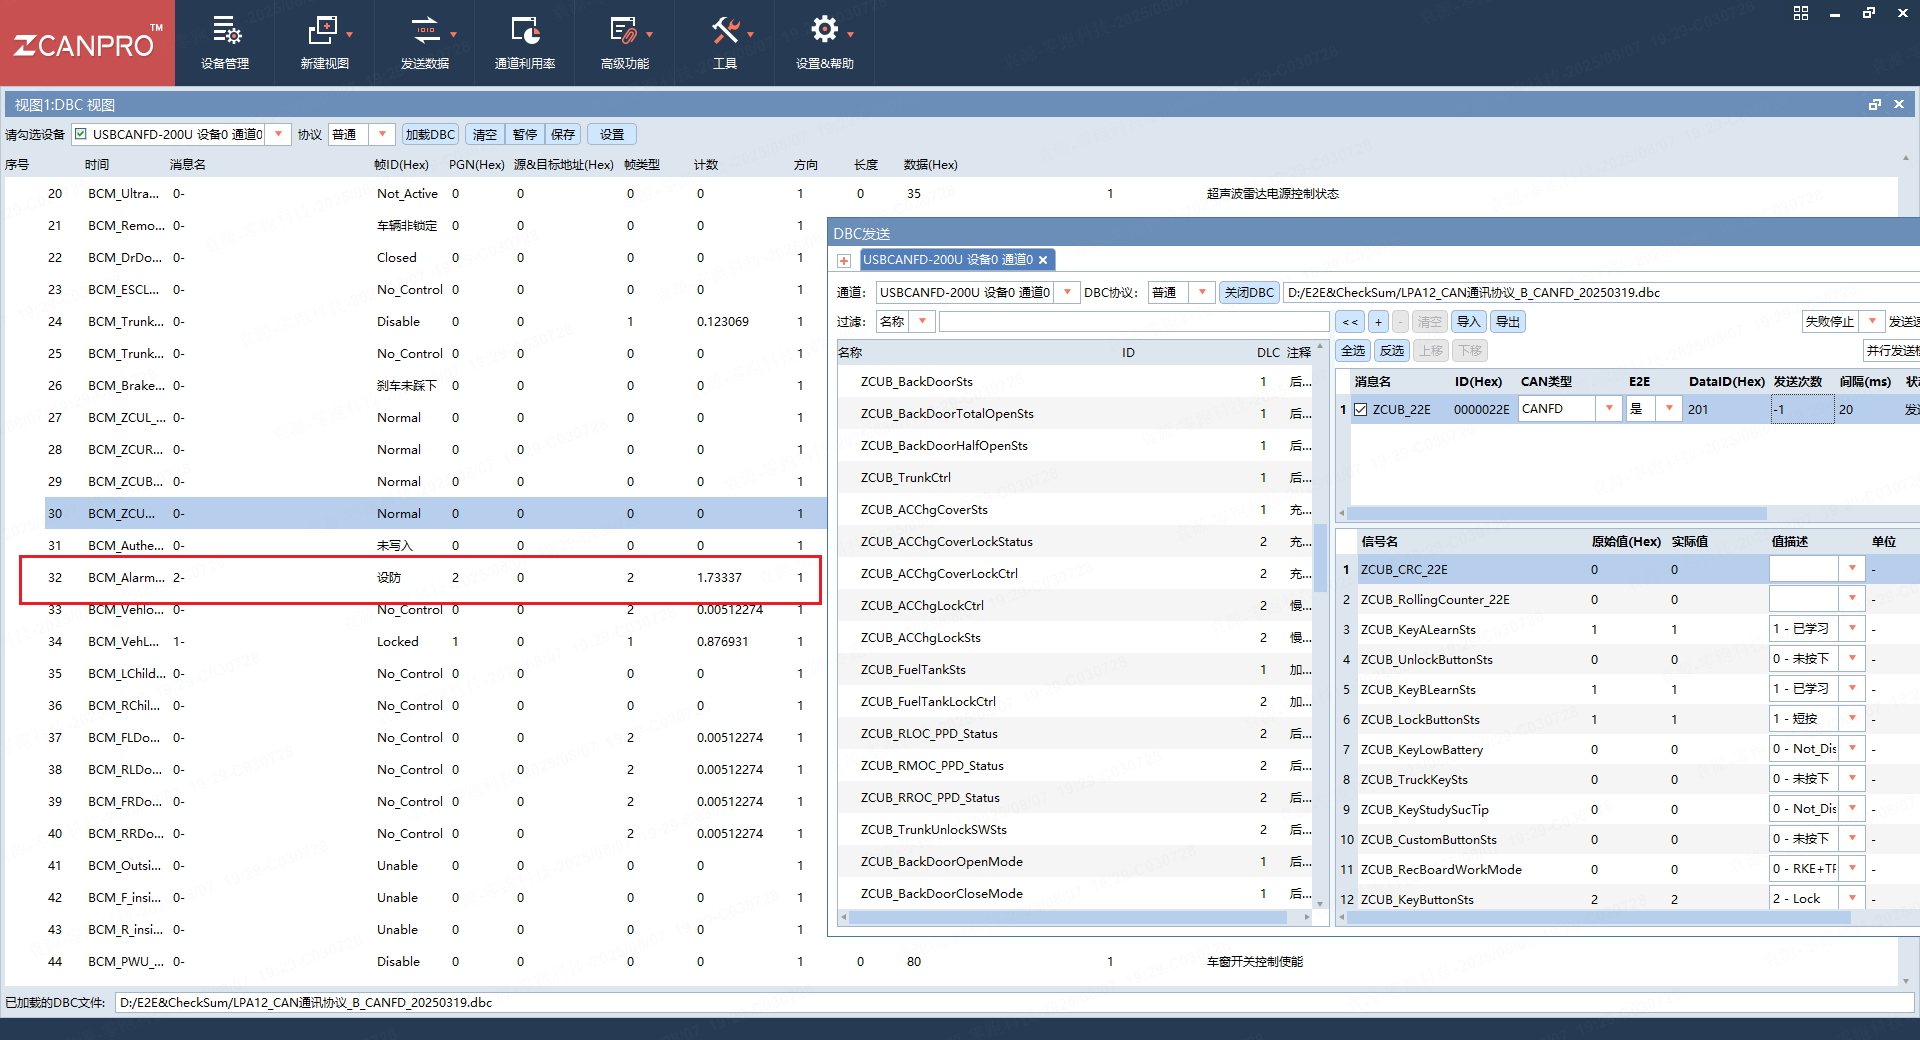 ZCANPRO™
设备管理
新建视图
发送数据
通道利用率
高级功能
工具
设置&帮助
视图1:DBC 视图
请勾选设备 USBCANFD-200U 设备0 通道0 协议 普通 加载DBC 清空 暂停 保存 设置
序号 时间 消息名 帧ID(Hex) PGN(Hex) 源&目标地址(Hex) 帧类型 计数 方向 长度 数据(Hex)
20 BCM_Ultra... 0- Not_Active 0 0 0 0 1 0 35 1 超声波雷达电源控制状态
21 BCM_Remo... 0- 车辆非锁定 0 0 0 0 1
22 BCM_DrDo... 0- Closed 0 0 0 0 1
23 BCM_ESCL... 0- No_Control 0 0 0 0 1
24 BCM_Trunk... 0- Disable 0 0 1 0.123069 1
25 BCM_Trunk... 0- No_Control 0 0 0 0 1
26 BCM_Brake... 0- 刹车未踩下 0 0 0 0 1
27 BCM_ZCUL_... 0- Normal 0 0 0 0 1
28 BCM_ZCUR... 0- Normal 0 0 0 0 1
29 BCM_ZCUB... 0- Normal 0 0 0 0 1
30 BCM_ZCU... 0- Normal 0 0 0 0 1
31 BCM_Authe... 0- 未写入 0 0 0 0 1
32 BCM_Alarm... 2- 设防 2 0 2 1.73337 1
33 BCM_Vehlo... 0- No_Control 0 0 2 0.00512274 1
34 BCM_VehL... 1- Locked 1 0 1 0.876931 1
35 BCM_LChild... 0- No_Control 0 0 0 0 1
36 BCM_RChil... 0- No_Control 0 0 0 0 1
37 BCM_FLDo... 0- No_Control 0 0 2 0.00512274 1
38 BCM_RLDo... 0- No_Control 0 0 2 0.00512274 1
39 BCM_FRDo... 0- No_Control 0 0 2 0.00512274 1
40 BCM_RRDo... 0- No_Control 0 0 2 0.00512274 1
41 BCM_Outsi... 0- Unable 0 0 0 0 1
42 BCM_F_insi... 0- Unable 0 0 0 0 1
43 BCM_R_insi... 0- Unable 0 0 0 0 1
44 BCM_PWU_... 0- Disable 0 0 0 0 1 0 80 1 车窗开关控制使能
已加载的DBC文件: D:/E2E&CheckSum/LPA12_CAN通讯协议_B_CANFD_20250319.dbc
DBC发送
USBCANFD-200U 设备0 通道0
通道: USBCANFD-200U 设备0 通道0 DBC协议: 普通 关闭DBC D:/E2E&CheckSum/LPA12_CAN通讯协议_B_CANFD_20250319.dbc
过滤: 名称 << + - 清空 导入 导出 失败停止
全选 反选 上移 下移 并行发送
名称 ID DLC 注释
ZCUB_BackDoorSts 1 后...
ZCUB_BackDoorTotalOpenSts 1 后...
ZCUB_BackDoorHalfOpenSts 1 后...
ZCUB_TrunkCtrl 1 后...
ZCUB_ACChgCoverSts 1 充...
ZCUB_ACChgCoverLockStatus 2 充...
ZCUB_ACChgCoverLockCtrl 2 充...
ZCUB_ACChgLockCtrl 2 慢...
ZCUB_ACChgLockSts 2 慢...
ZCUB_FuelTankSts 1 加...
ZCUB_FuelTankLockCtrl 2 加...
ZCUB_RLOC_PPD_Status 2 后...
ZCUB_RMOC_PPD_Status 2 后...
ZCUB_RROC_PPD_Status 2 后...
ZCUB_TrunkUnlockSWSts 2 后...
ZCUB_BackDoorOpenMode 1 后...
ZCUB_BackDoorCloseMode 1 后...
消息名 ID(Hex) CAN类型 E2E DataID(Hex) 发送次数 间隔(ms)
1 ZCUB_22E 0000022E CANFD 是 201 -1 20
信号名 原始值(Hex) 实际值 值描述 单位
1 ZCUB_CRC_22E 0 0 -
2 ZCUB_RollingCounter_22E 0 0 -
3 ZCUB_KeyALearnSts 1 1 1 - 已学习 -
4 ZCUB_UnlockButtonSts 0 0 0 - 未按下 -
5 ZCUB_KeyBLearnSts 1 1 1 - 已学习 -
6 ZCUB_LockButtonSts 1 1 1 - 短按 -
7 ZCUB_KeyLowBattery 0 0 0 - Not_Dis -
8 ZCUB_TruckKeySts 0 0 0 - 未按下 -
9 ZCUB_KeyStudySucTip 0 0 0 - Not_Dis -
10 ZCUB_CustomButtonSts 0 0 0 - 未按下 -
11 ZCUB_RecBoardWorkMode 0 0 0 - RKE+TF -
12 ZCUB_KeyButtonSts 2 2 2 - Lock -